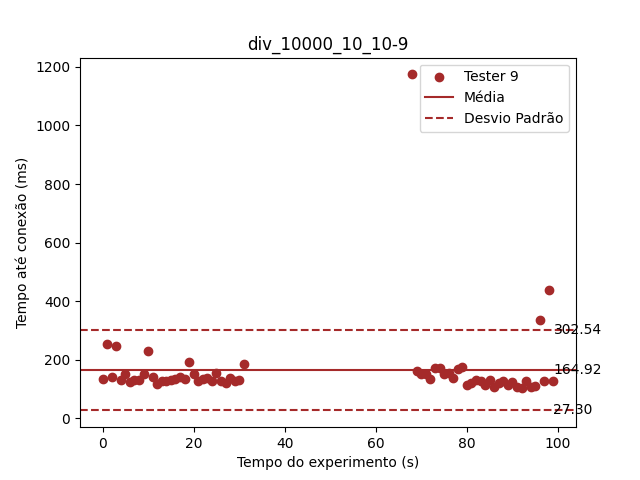 div_10000_10_10-9
Tempo até conexão (ms)
1200
1000
800
600
400
200
0
Tester 9
Média
Desvio Padrão
302.54
164.92
27.30
0 20 40 60 80 100
Tempo do experimento (s)